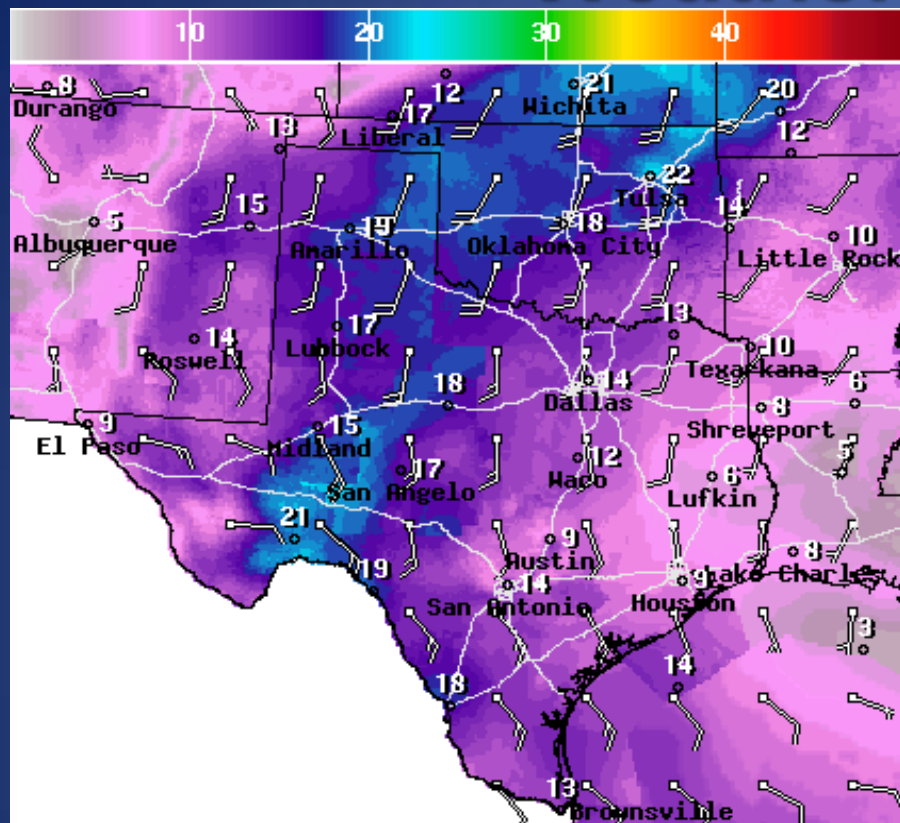 10 20 30 40
8 12 21 20
Durango Wichita
13 17 12
Liberal
22
Tulsa
15 19 18 14
5 10
Albuquerque Amarillo Oklahoma City Little Rock
14 17 13 10
Roswell Lubbock Texarkana
18 14 6
Dallas
9 15 8
El Paso Midland Shreveport
17 12 6 5
San Angelo Waco Lufkin
21 9 8
Austin Lake Charles
19 14 9
San Antonio Houston
3
18 14
13
Brownsville